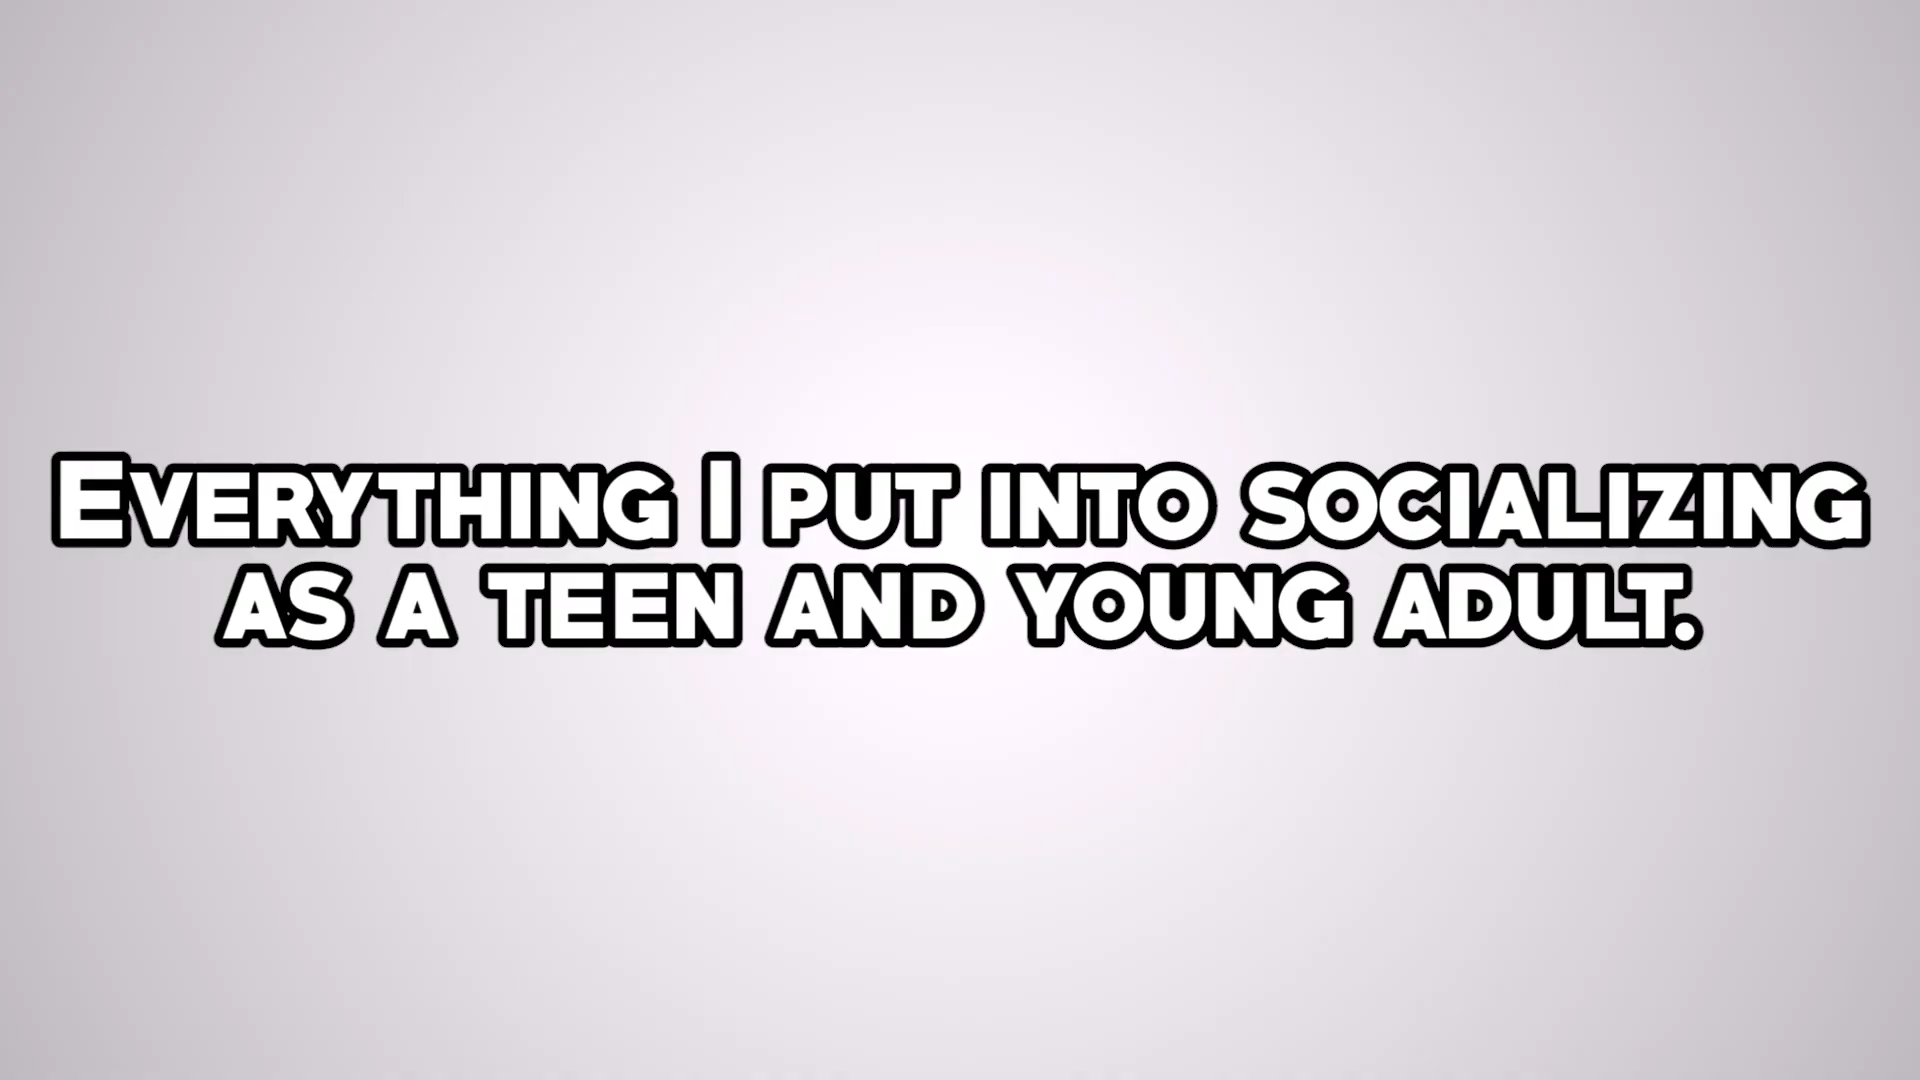 Everything I put into socializing
as a teen and young adult.